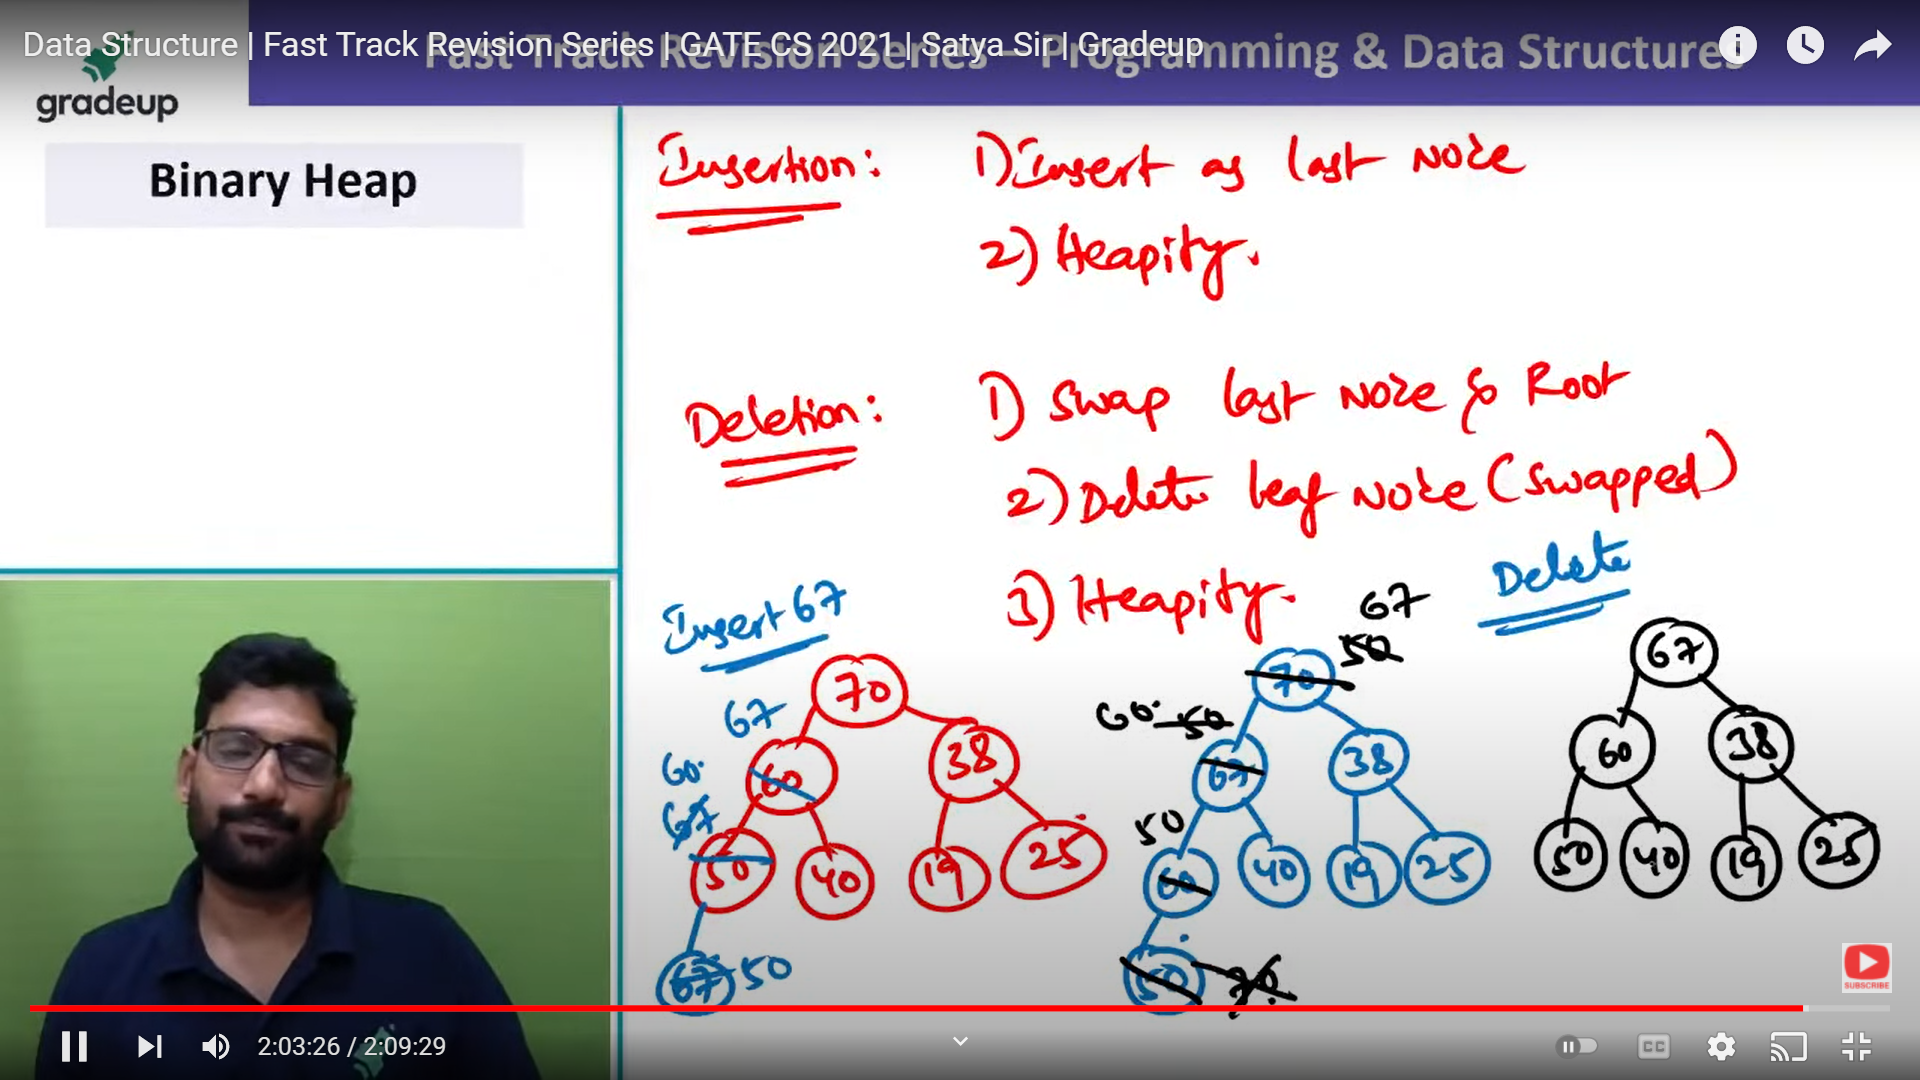 Data Structure | Fast Track Revision Series | GATE CS 2021 | Satya Sir | Gradeup
Fast Track Revision Series – Programming & Data Structures
gradeup
Binary Heap
Insertion: 1) Insert as last node
2) Heapify.
Deletion: 1) Swap last node & Root
2) Delete leaf node (swapped)
3) Heapify.
Insert 67
Delete
67
50
70
67
60
38
60
67
50
40
19
25
67
50
70
60
50
67
38
50
60
40
19
25
50
70
67
60
38
50
40
19
25
SUBSCRIBE
2:03:26 / 2:09:29
CC